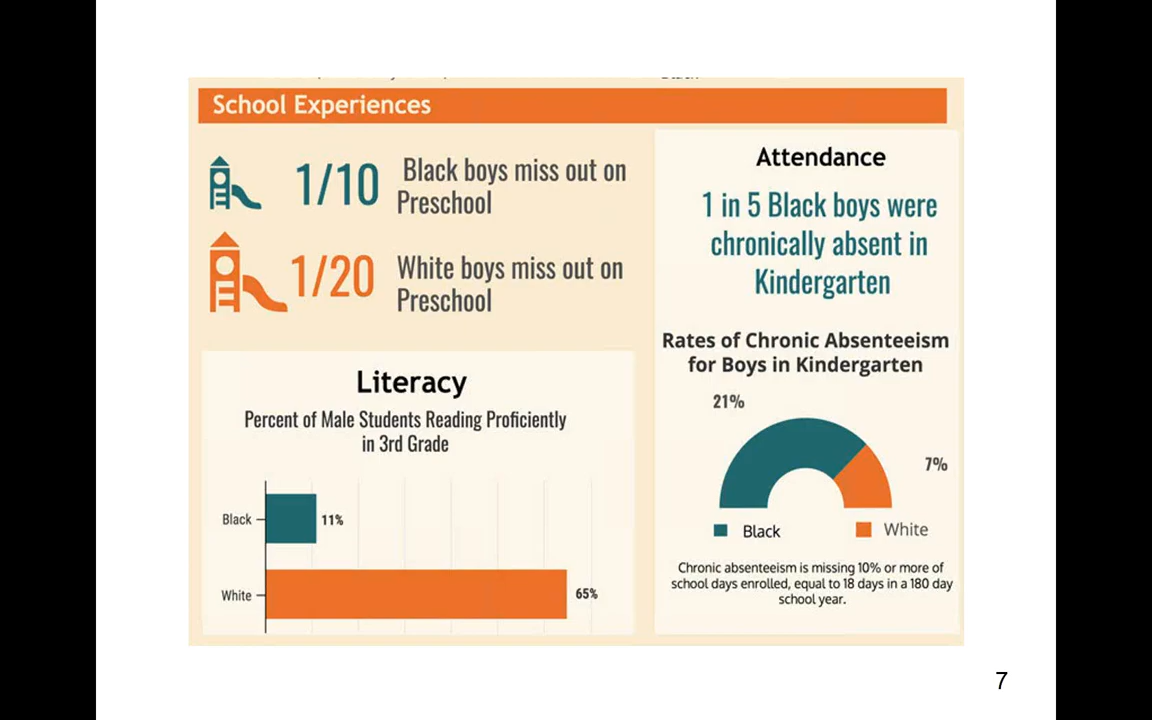 School Experiences
1/10
Black boys miss out on
Preschool
1/20
White boys miss out on
Preschool
Literacy
Percent of Male Students Reading Proficiently
in 3rd Grade
Black
11%
White
65%
Attendance
1 in 5 Black boys were
chronically absent in
Kindergarten
Rates of Chronic Absenteeism
for Boys in Kindergarten
21%
7%
Black
White
Chronic absenteeism is missing 10% or more of
school days enrolled, equal to 18 days in a 180 day
school year.
7